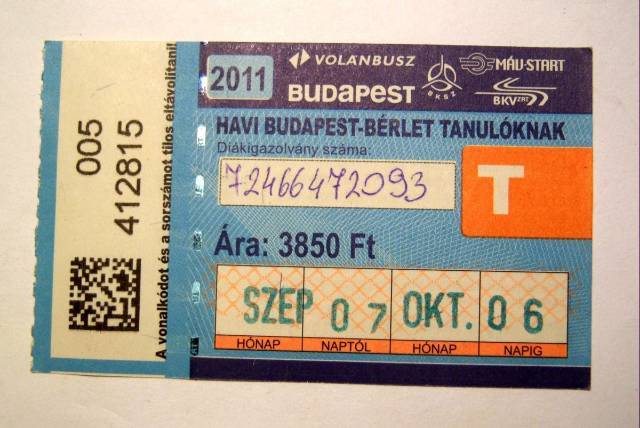 005
412815
A vonalkódot és a sorszámot tilos eltávolítani!
2011
VOLANBUSZ
BUDAPEST
BKSZ
MÁV-START
BKV ZRT
HAVI BUDAPEST-BÉRLET TANULÓKNAK
Diákigazolvány száma:
72466472093
T
Ára: 3850 Ft
SZEP 07 OKT. 06
HÓNAP NAPTÓL HÓNAP NAPIG